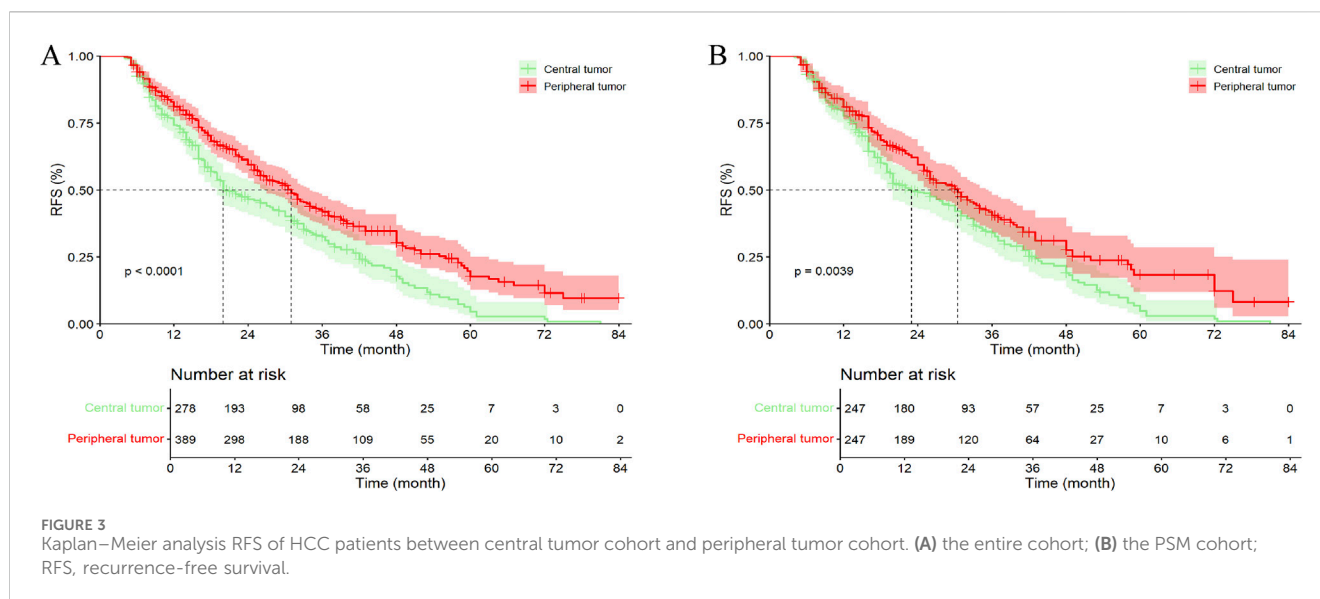 A
1.00
0.75
0.50
0.25
0.00
RFS (%)
Central tumor
Peripheral tumor
p < 0.0001
0 12 24 36 48 60 72 84
Time (month)
Number at risk
Central tumor 278 193 98 58 25 7 3 0
Peripheral tumor 389 298 188 109 55 20 10 2
0 12 24 36 48 60 72 84
Time (month)
B
1.00
0.75
0.50
0.25
0.00
RFS (%)
Central tumor
Peripheral tumor
p = 0.0039
0 12 24 36 48 60 72 84
Time (month)
Number at risk
Central tumor 247 180 93 57 25 7 3 0
Peripheral tumor 247 189 120 64 27 10 6 1
0 12 24 36 48 60 72 84
Time (month)
FIGURE 3
Kaplan–Meier analysis RFS of HCC patients between central tumor cohort and peripheral tumor cohort. (A) the entire cohort; (B) the PSM cohort;
RFS, recurrence-free survival.